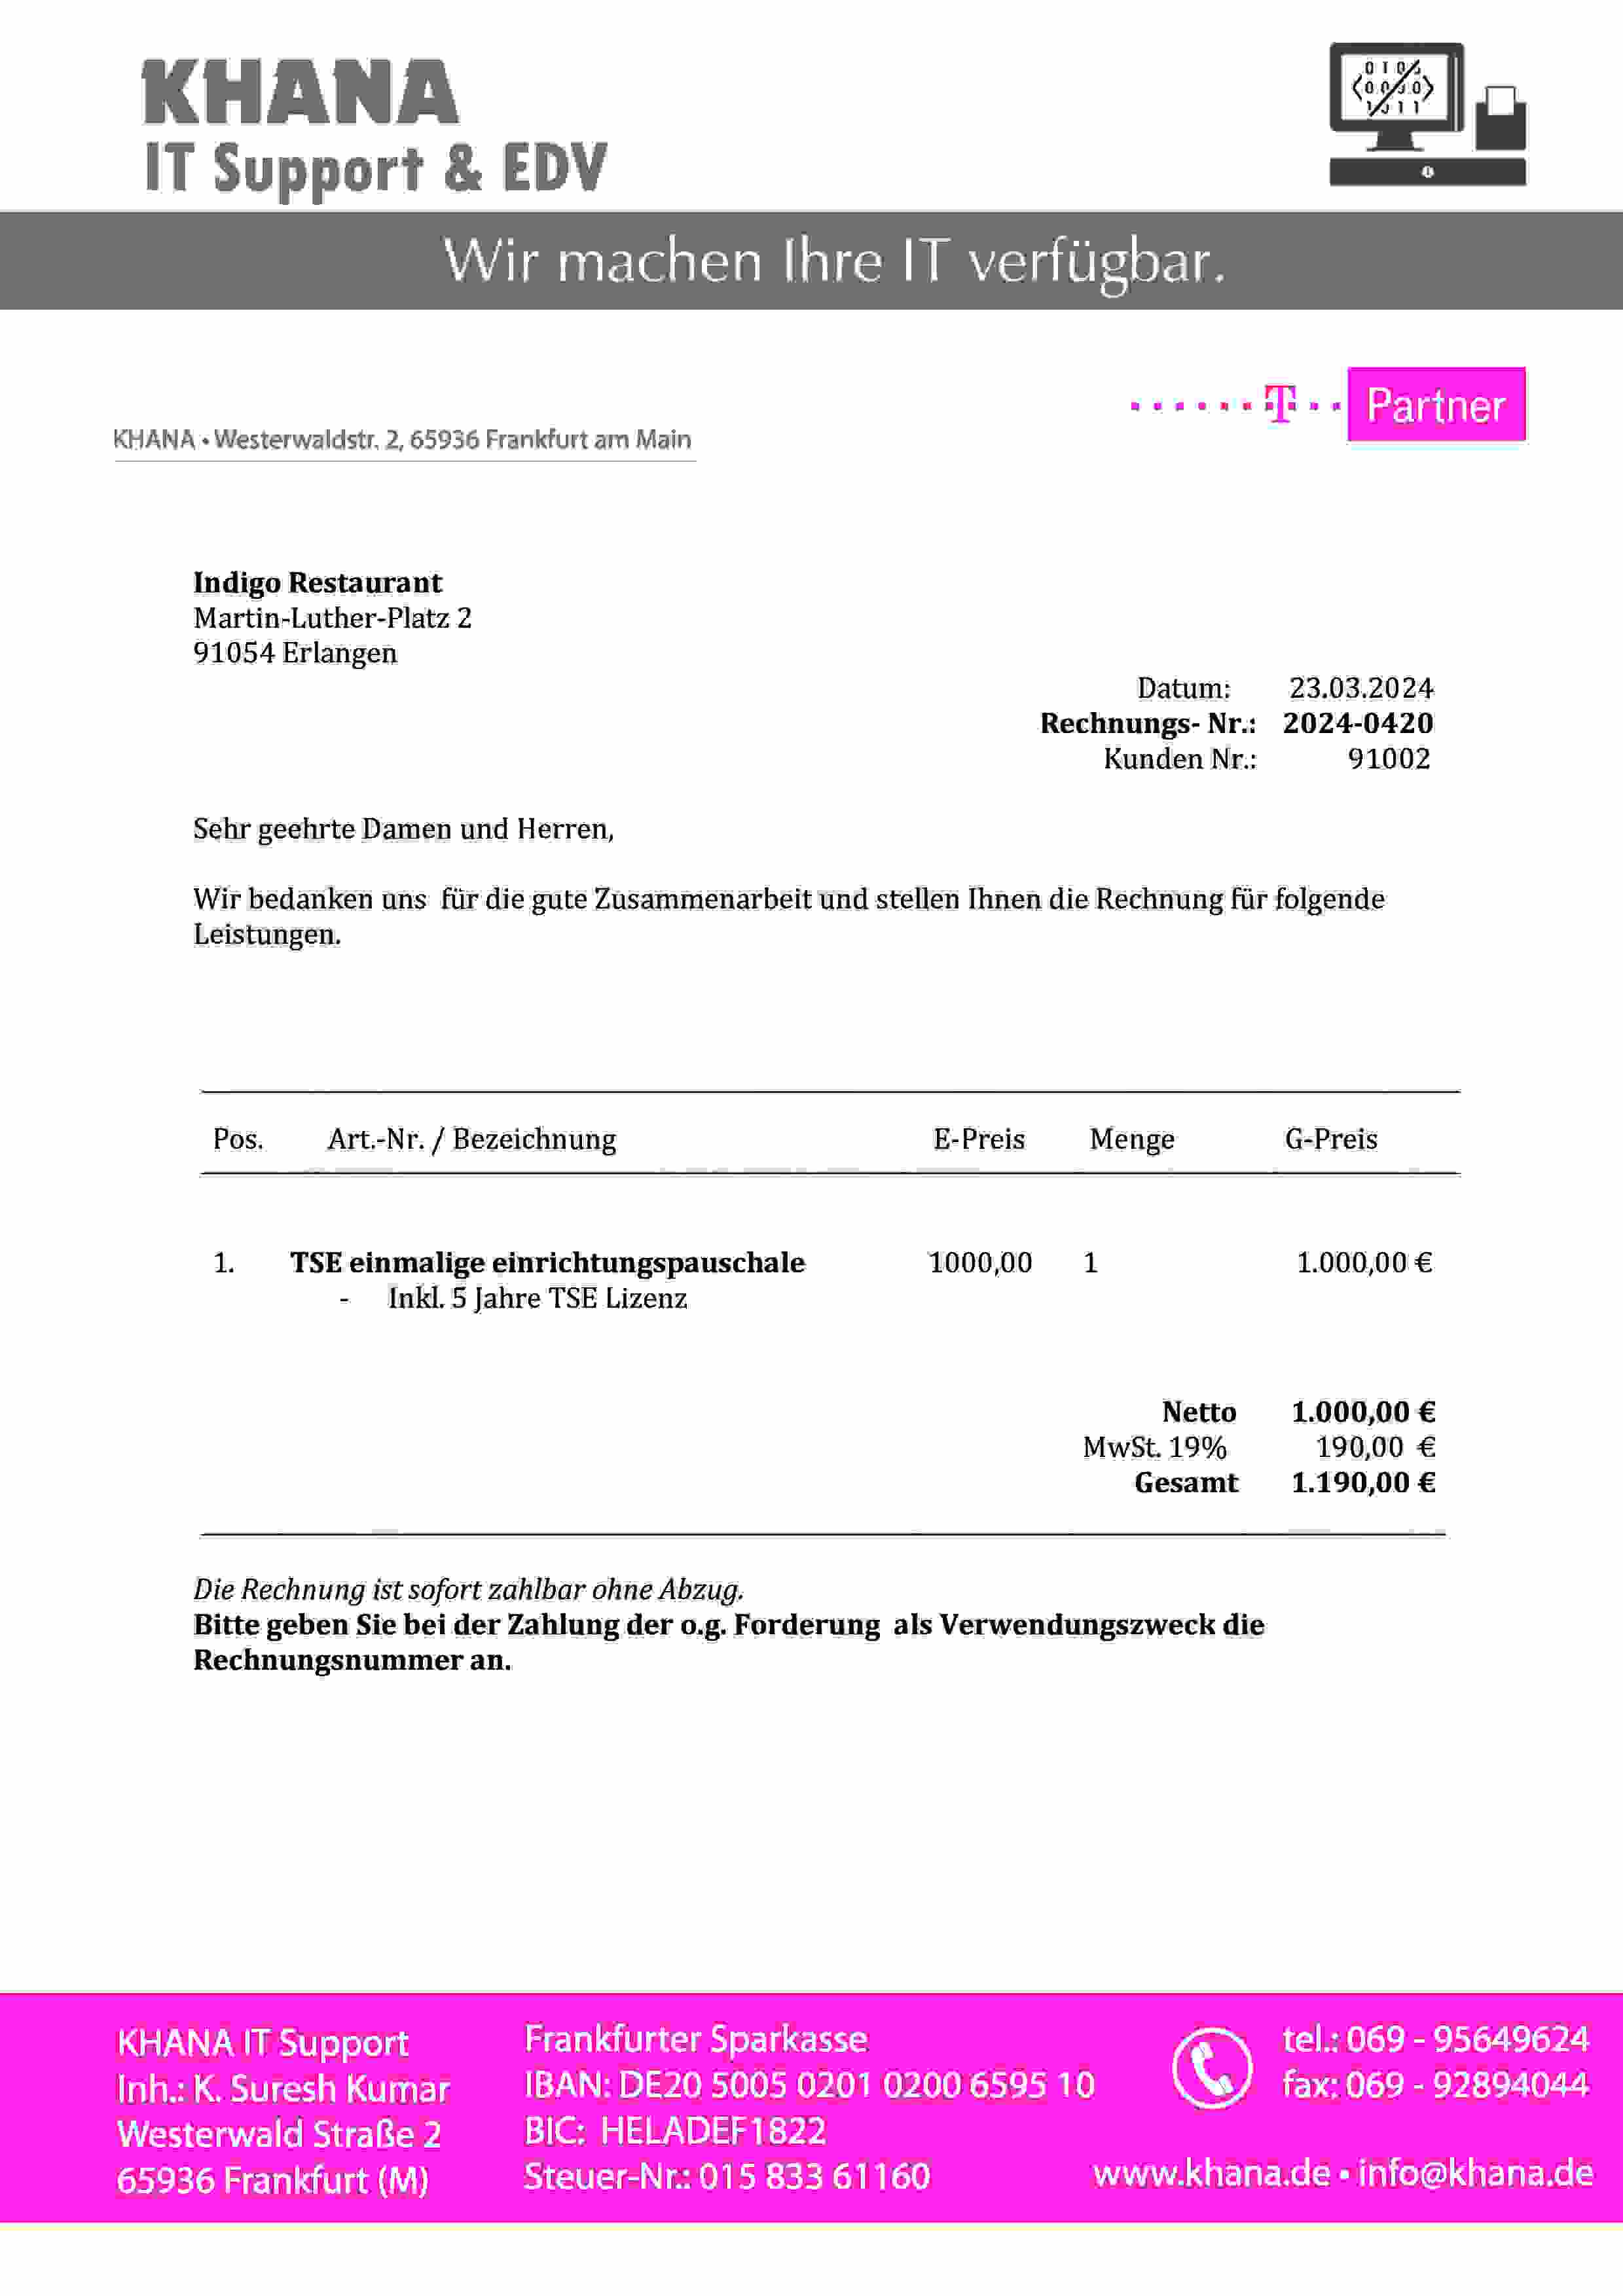 KHANA
IT Support & EDV
Wir machen Ihre IT verfügbar.
T Partner
KHANA • Westerwaldstr. 2, 65936 Frankfurt am Main
Indigo Restaurant
Martin-Luther-Platz 2
91054 Erlangen
Datum: 23.03.2024
Rechnungs- Nr.: 2024-0420
Kunden Nr.: 91002
Sehr geehrte Damen und Herren,
Wir bedanken uns für die gute Zusammenarbeit und stellen Ihnen die Rechnung für folgende
Leistungen.
Pos. Art.-Nr. / Bezeichnung E-Preis Menge G-Preis
1. TSE einmalige einrichtungspauschale 1000,00 1 1.000,00 €
- Inkl. 5 Jahre TSE Lizenz
Netto 1.000,00 €
MwSt. 19% 190,00 €
Gesamt 1.190,00 €
Die Rechnung ist sofort zahlbar ohne Abzug.
Bitte geben Sie bei der Zahlung der o.g. Forderung als Verwendungszweck die
Rechnungsnummer an.
KHANA IT Support
Inh.: K. Suresh Kumar
Westerwald Straße 2
65936 Frankfurt (M)
Frankfurter Sparkasse
IBAN: DE20 5005 0201 0200 6595 10
BIC: HELADEF1822
Steuer-Nr.: 015 833 61160
tel.: 069 - 95649624
fax: 069 - 92894044
www.khana.de • info@khana.de